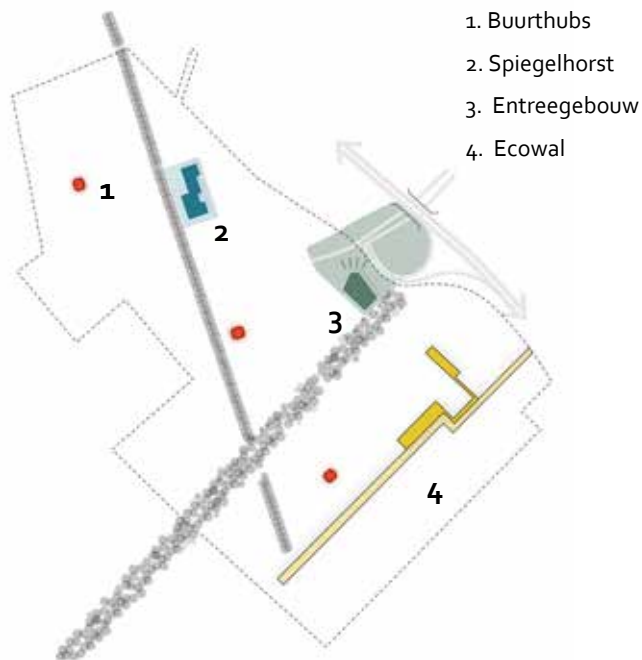 1. Buurthubs
2. Spiegelhorst
3. Entreegebouw
4. Ecowal
1
2
3
4